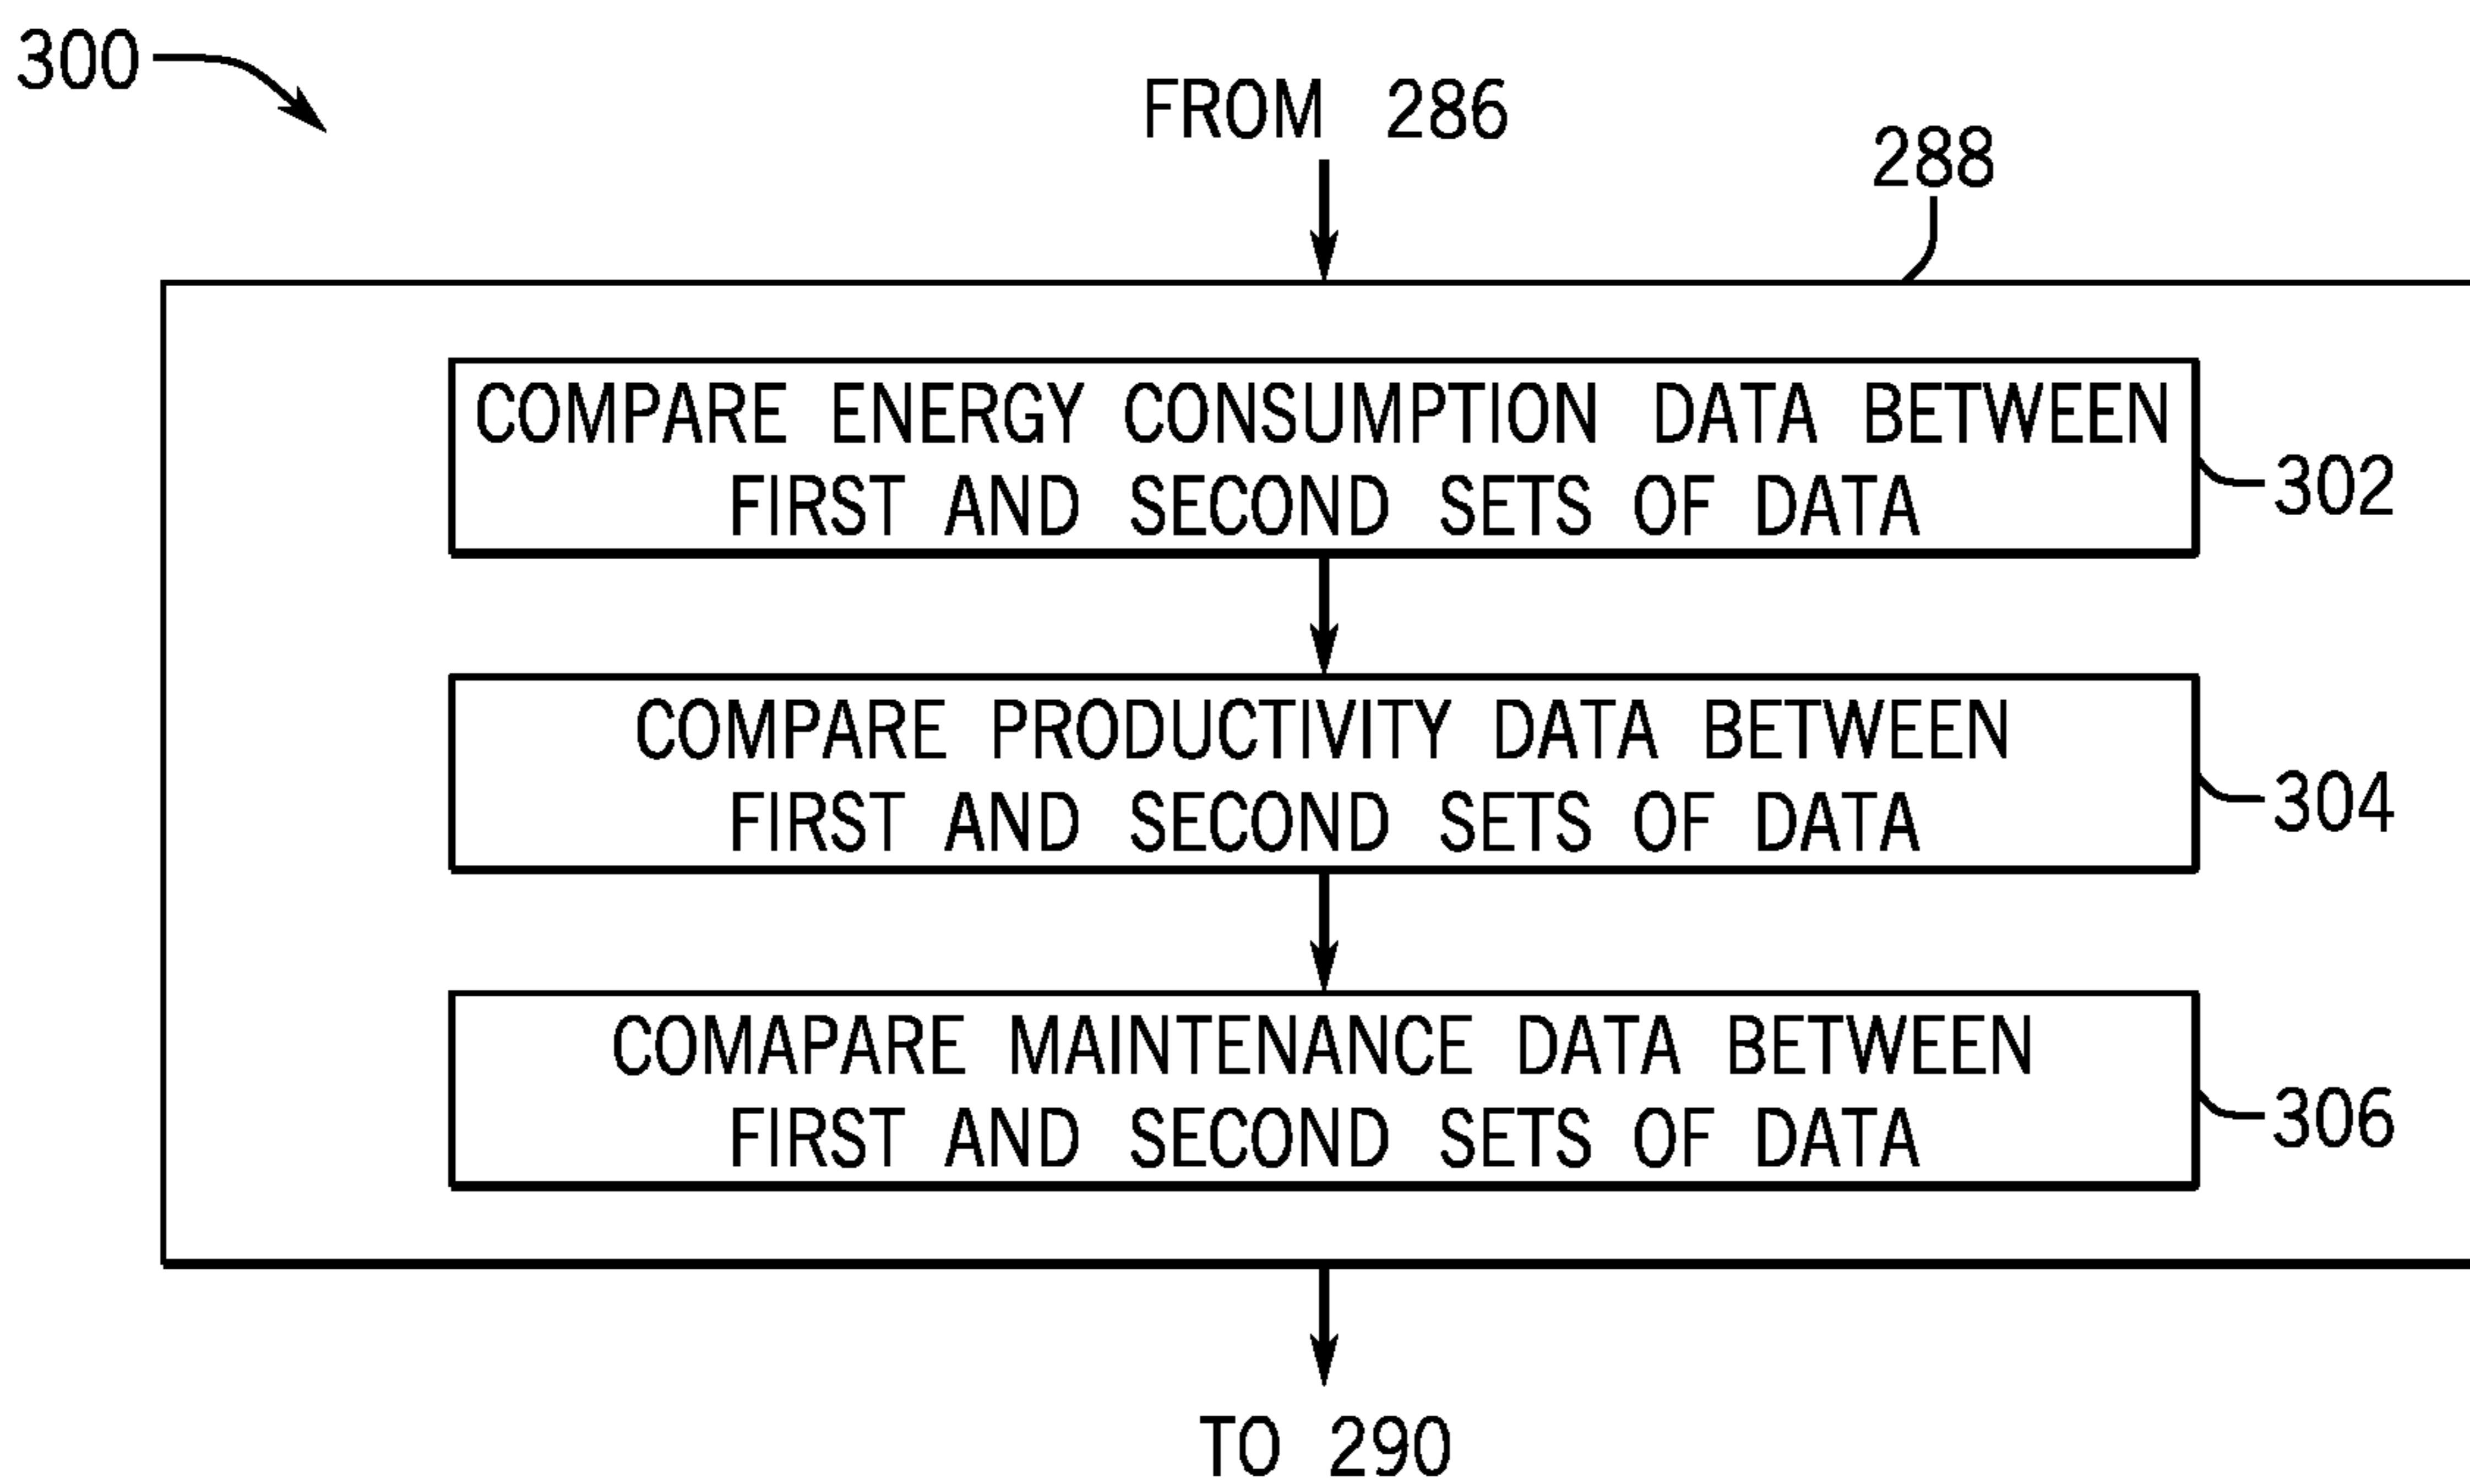 300
FROM 286
288
COMPARE ENERGY CONSUMPTION DATA BETWEEN
FIRST AND SECOND SETS OF DATA
302
COMPARE PRODUCTIVITY DATA BETWEEN
FIRST AND SECOND SETS OF DATA
304
COMAPARE MAINTENANCE DATA BETWEEN
FIRST AND SECOND SETS OF DATA
306
TO 290